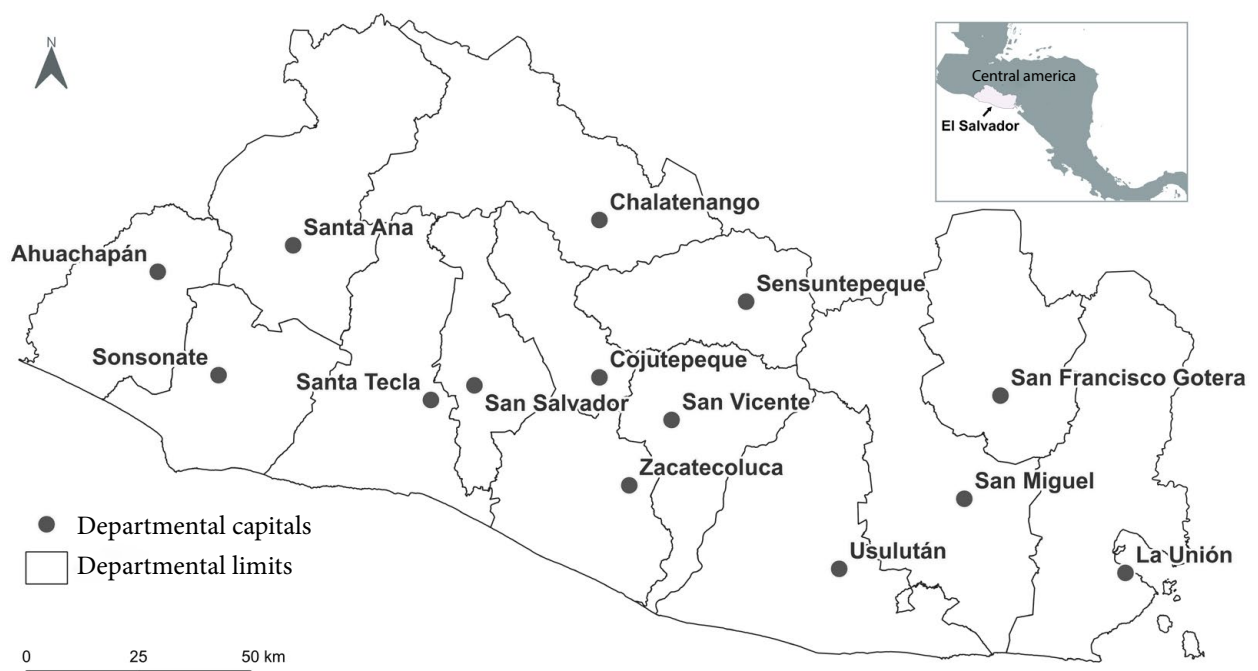 N
Central america
El Salvador
Chalatenango
Santa Ana
Ahuachapán
Sensuntepeque
Sonsonate
Cojutepeque
Santa Tecla
San Salvador
San Vicente
San Francisco Gotera
Zacatecoluca
San Miguel
Departmental capitals
Usulután
La Unión
Departmental limits
0 25 50 km